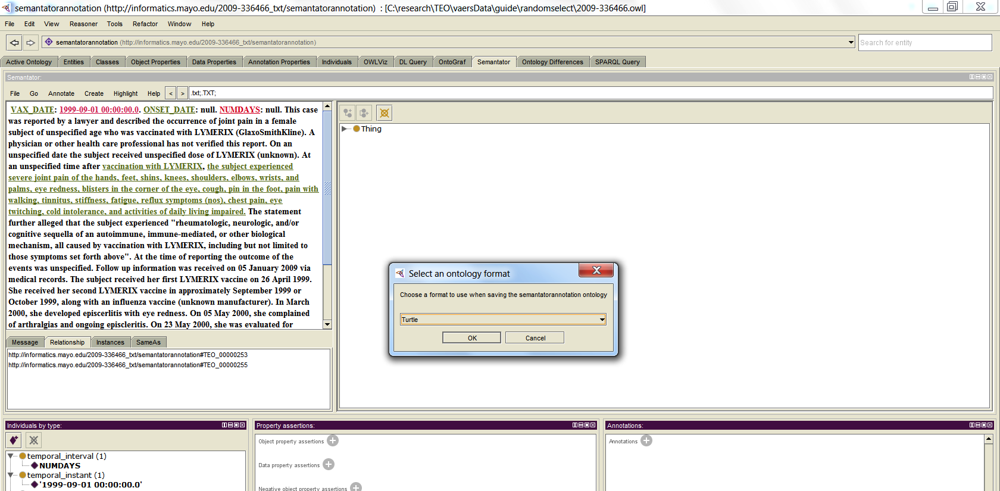 semantatorannotation (http://informatics.mayo.edu/2009-336466_txt/semantatorannotation)  : [C:\research\TEO\vaersData\guide\randomselect\2009-336466.owl]
File Edit View Reasoner Tools Refactor Window Help
semantatorannotation (http://informatics.mayo.edu/2009-336466_txt/semantatorannotation)
Search for entity
Active Ontology Entities Classes Object Properties Data Properties Annotation Properties Individuals OWLViz DL Query OntoGraf Semantator Ontology Differences SPARQL Query
Semantator:
File Go Annotate Create Highlight Help < > .txt;.TXT;
VAX_DATE: 1999-09-01 00:00:00.0. ONSET_DATE: null. NUMDAYS: null. This case
was reported by a lawyer and described the occurrence of joint pain in a female
subject of unspecified age who was vaccinated with LYMERIX (GlaxoSmithKline). A
physician or other health care professional has not verified this report. On an
unspecified date the subject received unspecified dose of LYMERIX (unknown). At
an unspecified time after vaccination with LYMERIX, the subject experienced
severe joint pain of the hands, feet, shins, knees, shoulders, elbows, wrists, and
palms, eye redness, blisters in the corner of the eye, cough, pin in the foot, pain with
walking, tinnitus, stiffness, fatigue, reflux symptoms (nos), chest pain, eye
twitching, cold intolerance, and activities of daily living impaired. The statement
further alleged that the subject experienced "rheumatologic, neurologic, and/or
cognitive sequella of an autoimmune, immune-mediated, or other biological
mechanism, all caused by vaccination with LYMERIX, including but not limited to
those symptoms set forth above". At the time of reporting the outcome of the
events was unspecified. Follow up information was received on 05 January 2009 via
medical records. The subject received her first LYMERIX vaccine on 26 April 1999.
She received her second LYMERIX vaccine in approximately September 1999 or
October 1999, along with an influenza vaccine (unknown manufacturer). In March
2000, she developed episcerlitis with eye redness. On 05 May 2000, she complained
of arthralgias and ongoing episcleritis. On 23 May 2000, she was evaluated for
Thing
Select an ontology format
Choose a format to use when saving the semantatorannotation ontology
Turtle
OK Cancel
Message Relationship Instances SameAs
http://informatics.mayo.edu/2009-336466_txt/semantatorannotation#TEO_00000253
http://informatics.mayo.edu/2009-336466_txt/semantatorannotation#TEO_00000255
Individuals by type:
temporal_interval (1)
NUMDAYS
temporal_instant (1)
'1999-09-01 00:00:00.0'
Property assertions:
Object property assertions
Data property assertions
Negative object property assertions
Annotations:
Annotations